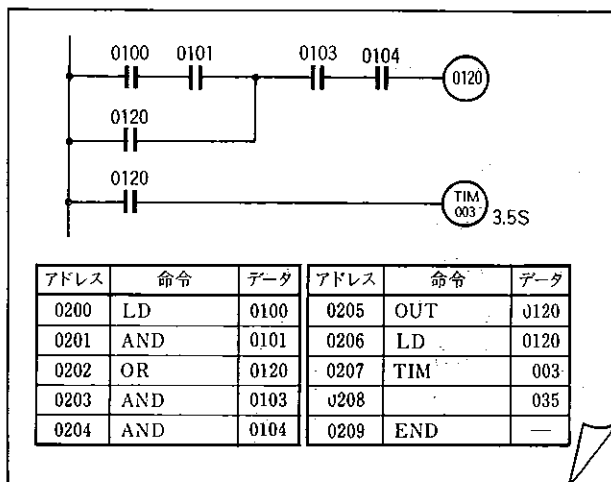 0100 0101 0103 0104
0120
0120
0120
TIM
003 3.5S
アドレス 命令 データ アドレス 命令 データ
0200 LD 0100 0205 OUT 0120
0201 AND 0101 0206 LD 0120
0202 OR 0120 0207 TIM 003
0203 AND 0103 0208 035
0204 AND 0104 0209 END —